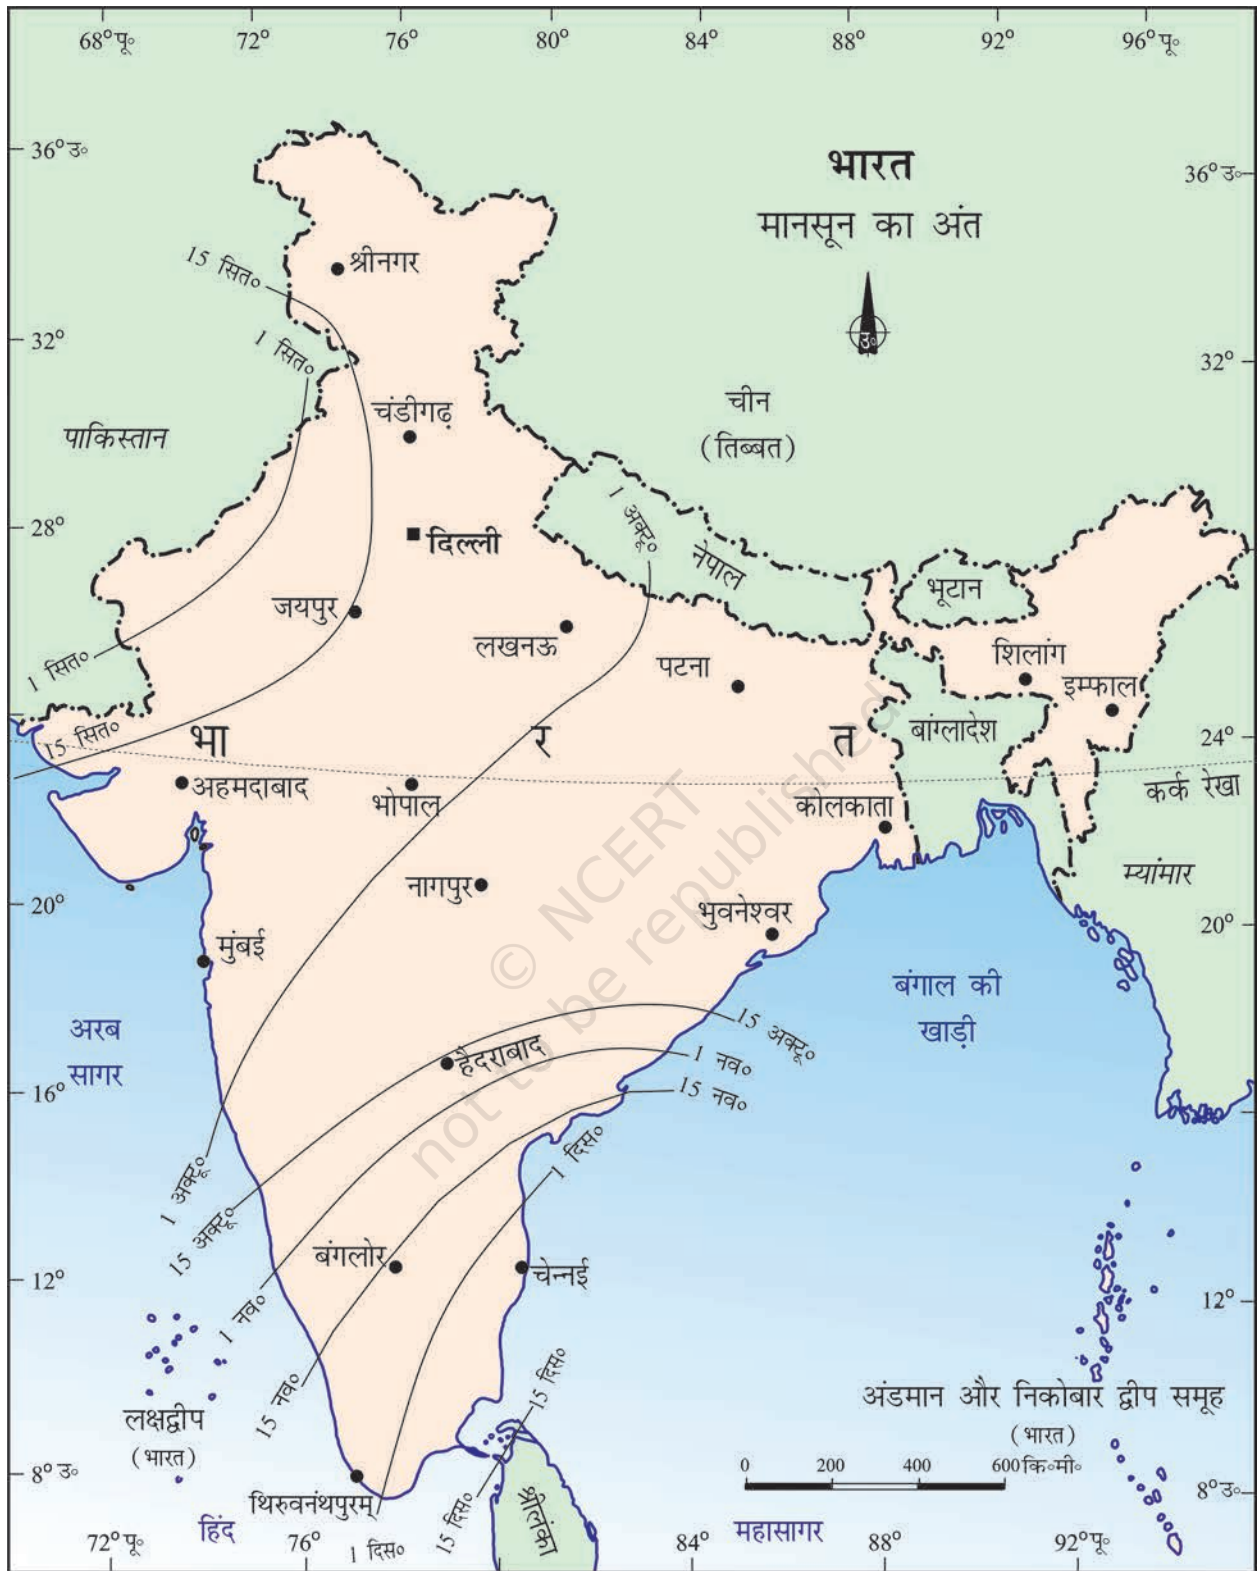 68° पू॰ 72° 76° 80° 84° 88° 92° 96° पू॰
36° उ॰
भारत
36° उ॰
मानसून का अंत
15 सित॰
श्रीनगर
उ॰
32°
1 सित॰
32°
चीन
(तिब्बत)
चंडीगढ़
पाकिस्तान
1 अक्टू॰
28°
दिल्ली
नेपाल
भूटान
जयपुर
लखनऊ
पटना
शिलांग
इम्फाल
1 सित॰
15 सित॰
भा र त
बांग्लादेश
24°
अहमदाबाद
भोपाल
कोलकाता
कर्क रेखा
नागपुर
म्यांमार
20°
भुवनेश्वर
20°
मुंबई
बंगाल की
खाड़ी
अरब
सागर
© NCERT
not to be republished
15 अक्टू॰
हैदराबाद
1 नव॰
15 नव॰
16°
1 दिस॰
1 अक्टू॰
15 अक्टू॰
बंगलोर
चेन्नई
12°
12°
1 नव॰
15 दिस॰
15 नव॰
लक्षद्वीप
(भारत)
अंडमान और निकोबार द्वीप समूह
(भारत)
0 200 400 600 कि॰मी॰
8° उ॰
8° उ॰
थिरुवनंथपुरम्
श्रीलंका
हिंद
महासागर
15 दिस॰
1 दिस॰
72° पू॰ 76° 84° 88° 92° पू॰